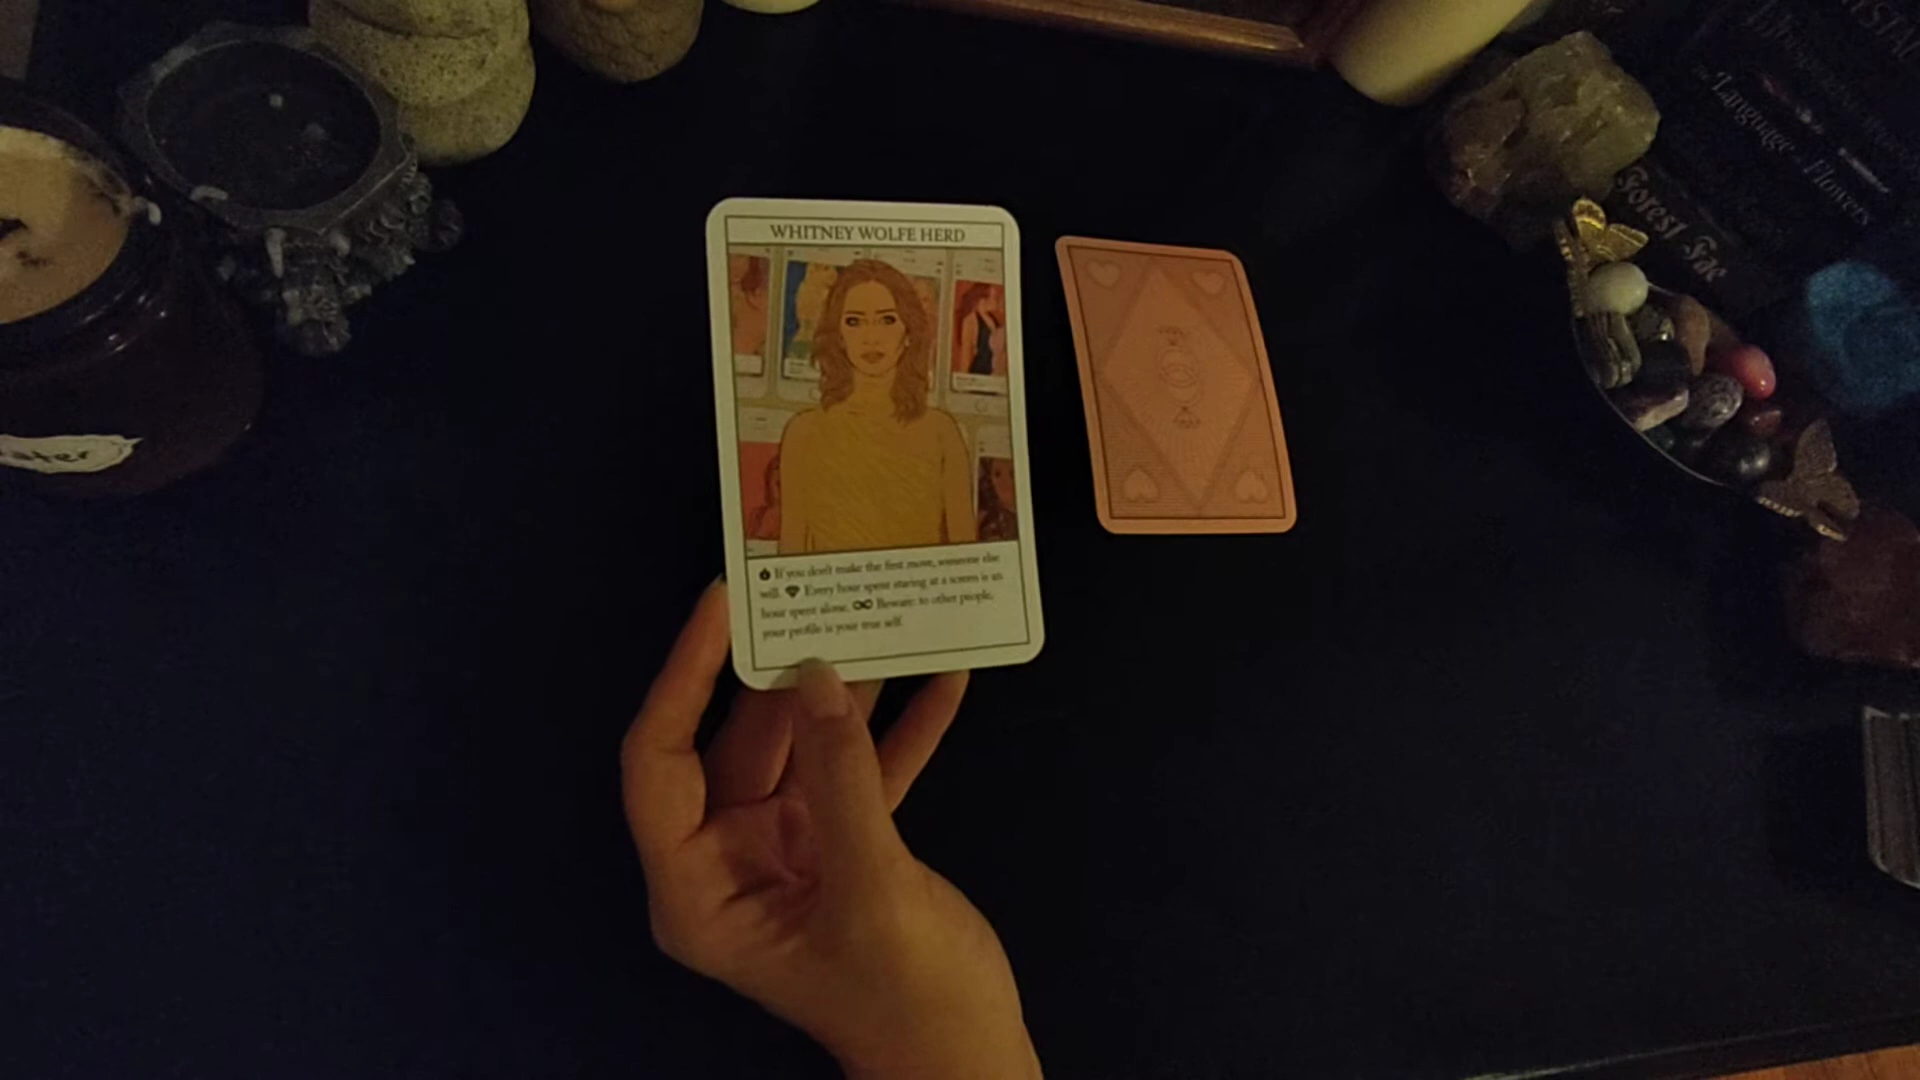 WHITNEY WOLFE HERD
If you don't make the first move, someone else
will. Every hour spent staring at a screen is an
hour spent alone. Beware: to other people,
your profile is your true self.
Language of Flowers
Forest Fae